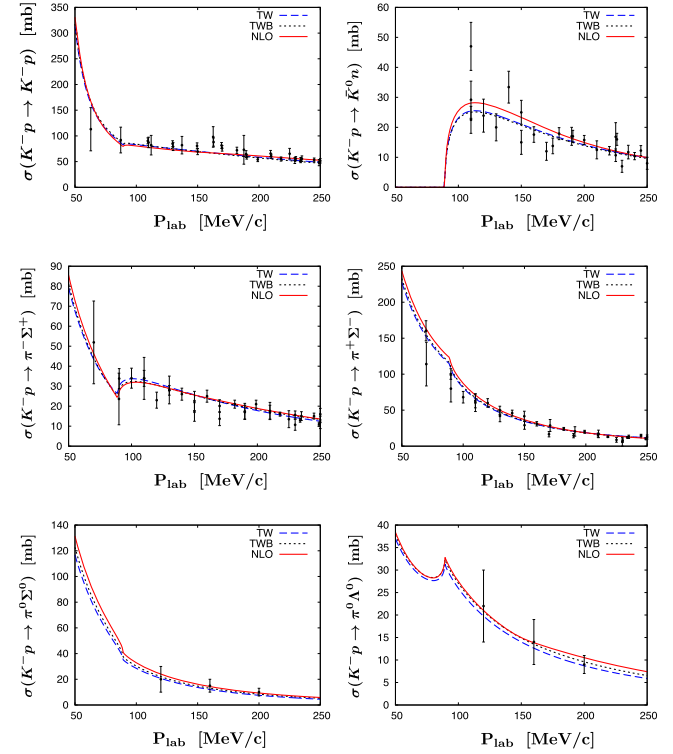 350
300
250
200
150
100
50
0
50 100 150 200 250
σ(K⁻p → K⁻p) [mb]
P_lab [MeV/c]
TW
TWB
NLO
60
50
40
30
20
10
0
50 100 150 200 250
σ(K⁻p → K̄⁰n) [mb]
P_lab [MeV/c]
TW
TWB
NLO
90
80
70
60
50
40
30
20
10
0
50 100 150 200 250
σ(K⁻p → π⁻Σ⁺) [mb]
P_lab [MeV/c]
TW
TWB
NLO
250
200
150
100
50
0
50 100 150 200 250
σ(K⁻p → π⁺Σ⁻) [mb]
P_lab [MeV/c]
TW
TWB
NLO
140
120
100
80
60
40
20
0
50 100 150 200 250
σ(K⁻p → π⁰Σ⁰) [mb]
P_lab [MeV/c]
TW
TWB
NLO
40
35
30
25
20
15
10
5
0
50 100 150 200 250
σ(K⁻p → π⁰Λ⁰) [mb]
P_lab [MeV/c]
TW
TWB
NLO